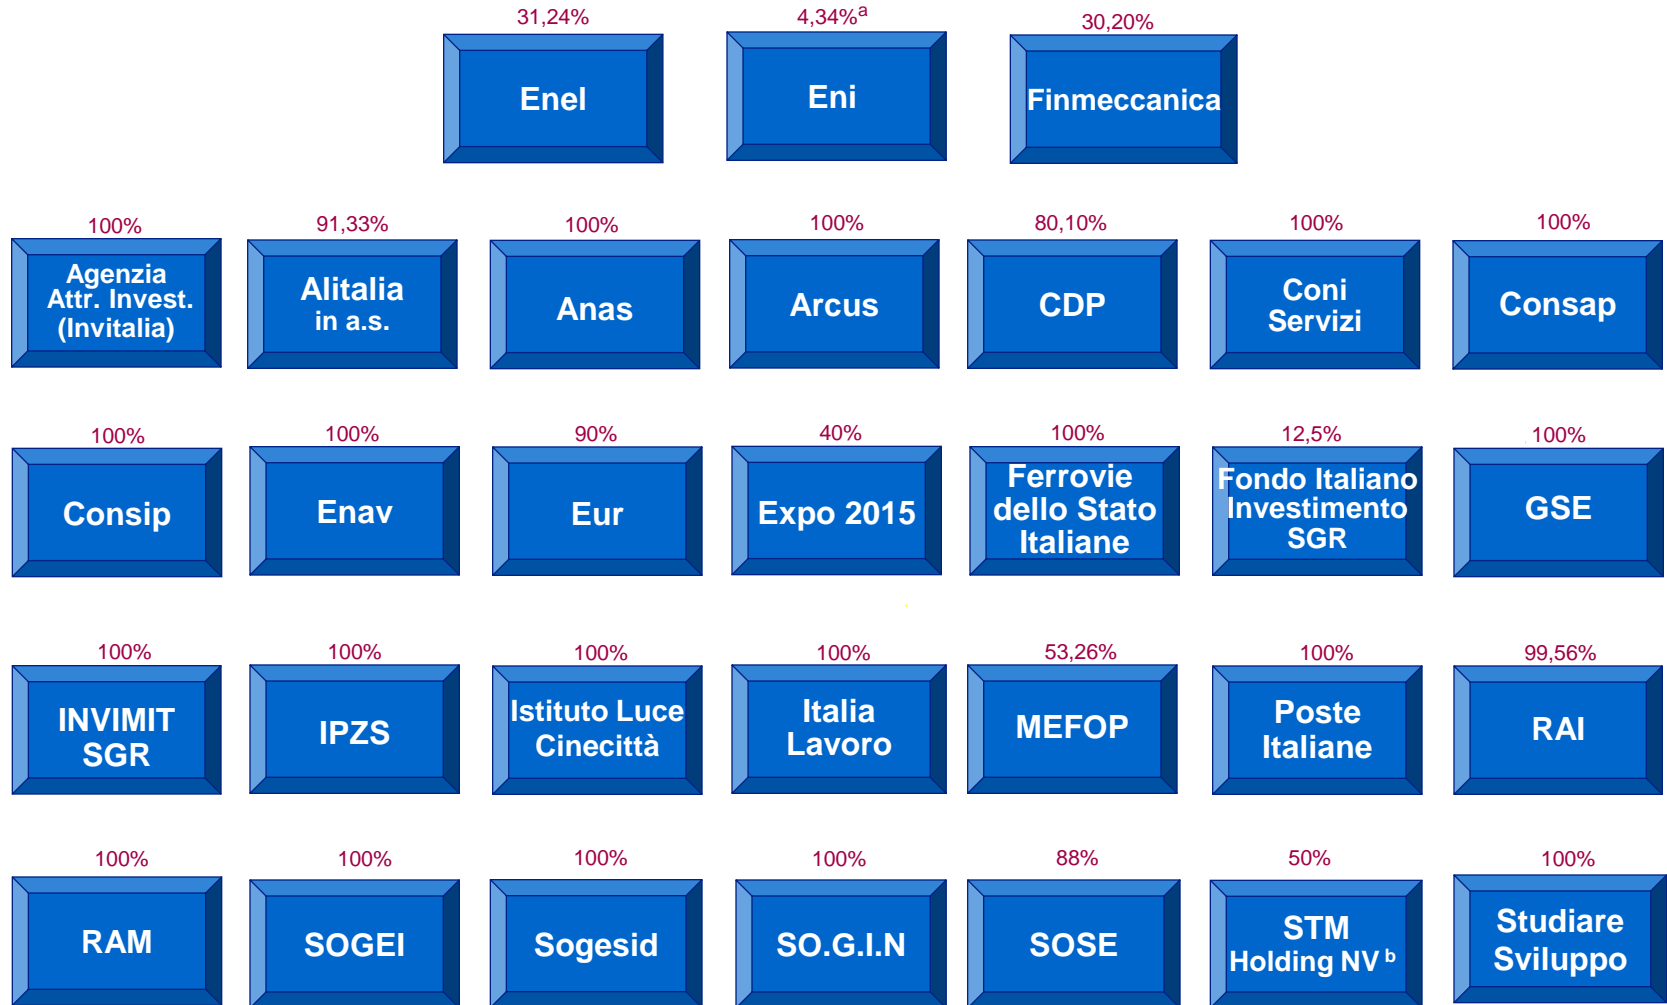 31,24% 4,34%ᵃ 30,20%
Enel Eni Finmeccanica
100% 91,33% 100% 100% 80,10% 100% 100%
Agenzia
Attr. Invest.
(Invitalia)
Alitalia
in a.s.
Anas
Arcus
CDP
Coni
Servizi
Consap
100% 100% 90% 40% 100% 12,5% 100%
Consip
Enav
Eur
Expo 2015
Ferrovie
dello Stato
Italiane
Fondo Italiano
Investimento
SGR
GSE
100% 100% 100% 100% 53,26% 100% 99,56%
INVIMIT
SGR
IPZS
Istituto Luce
Cinecittà
Italia
Lavoro
MEFOP
Poste
Italiane
RAI
100% 100% 100% 100% 88% 50% 100%
RAM
SOGEI
Sogesid
SO.G.I.N
SOSE
STM
Holding NV ᵇ
Studiare
Sviluppo